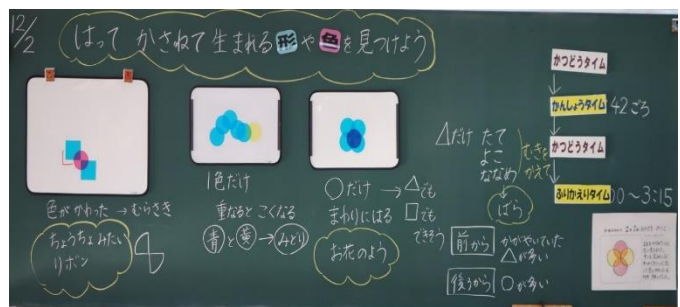 12/2
はって かさねて 生まれる 形 や 色 を見つけよう
色がかわった → むらさき
ちょうちょみたい
リボン
1色だけ
重なるとこくなる
青と黄→みどり
○だけ → △でも
まわりにはる □でも
できそう
お花のよう
△だけ たて
よこ
ななめ
むきを
かえて
ばら
前から かがやいていた
△が多い
後うから ○が多い
かつどうタイム
↓
かんしょうタイム 42ごろ
↓
かつどうタイム
↓
ふりかえりタイム 10~3:15